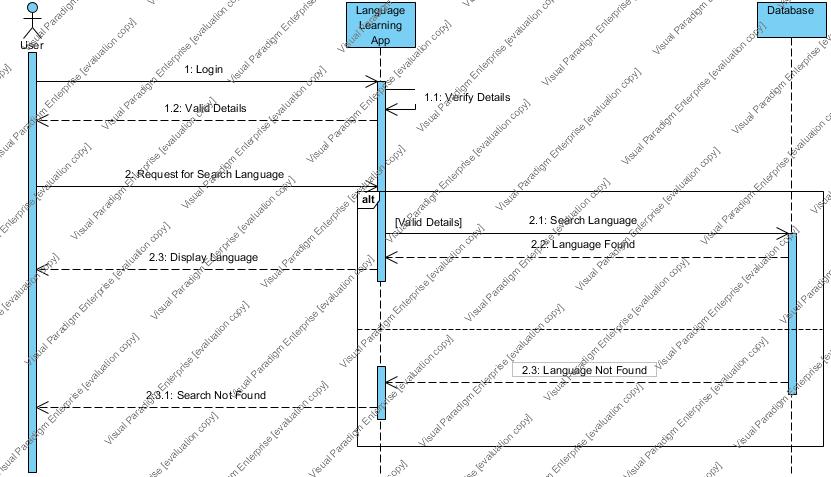 Language
Learning
App
Database
User
1: Login
1.1: Verify Details
1.2: Valid Details
2: Request for Search Language
alt
[Valid Details]
2.1: Search Language
2.2: Language Found
2.3: Display Language
2.3: Language Not Found
2.3.1: Search Not Found
Visual Paradigm Enterprise [evaluation copy]